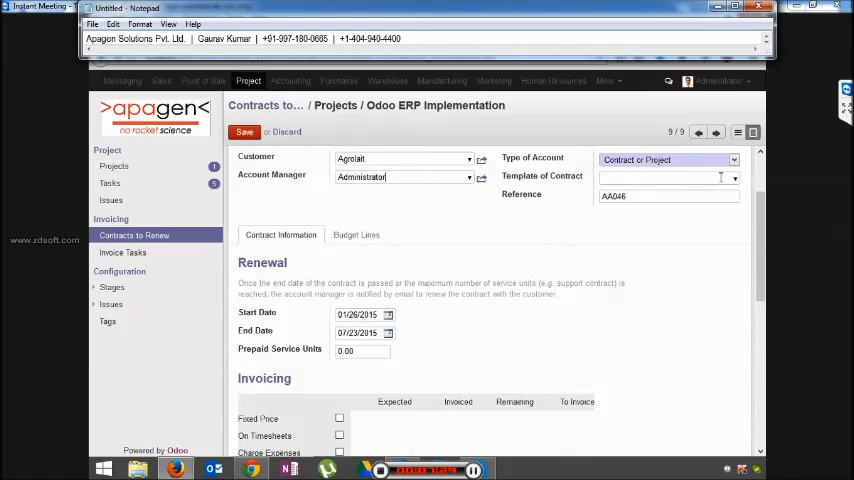 Instant Meeting - T
Untitled - Notepad
File Edit Format View Help
Apagen Solutions Pvt. Ltd. | Gaurav Kumar | +91-997-180-0665 | +1-404-940-4400
Messaging Sales Point of Sale Project Accounting Purchases Warehouse Manufacturing Marketing Human Resources More Administrator
>apagen<
no rocket science
Contracts to... / Projects / Odoo ERP Implementation
Save or Discard
9 / 9
Project
Projects 1
Tasks 5
Issues
Invoicing
Contracts to Renew
Invoice Tasks
Configuration
Stages
Issues
Tags
Powered by Odoo
www.zdsoft.com
Customer Agrolait
Type of Account Contract or Project
Account Manager Administrator
Template of Contract
Reference AA046
Contract Information Budget Lines
Renewal
Once the end date of the contract is passed or the maximum number of service units (e.g. support contract) is
reached, the account manager is notified by email to renew the contract with the customer.
Start Date 01/26/2015
End Date 07/23/2015
Prepaid Service Units 0.00
Invoicing
Expected Invoiced Remaining To Invoice
Fixed Price
On Timesheets
Charge Expenses